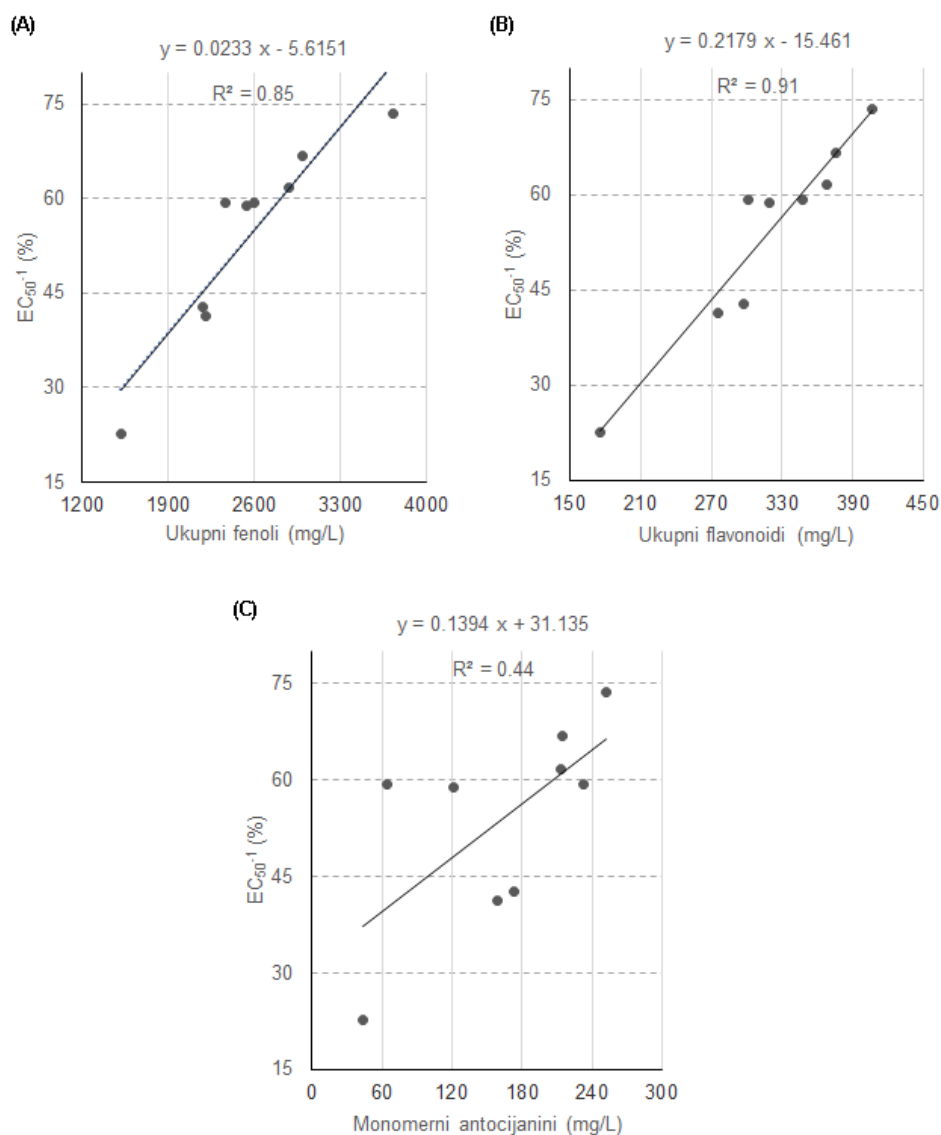 (A)
y = 0.0233 x - 5.6151
R² = 0.85
75
60
45
30
15
EC₅₀⁻¹ (%)
1200 1900 2600 3300 4000
Ukupni fenoli (mg/L)
(B)
y = 0.2179 x - 15.461
R² = 0.91
75
60
45
30
15
EC₅₀⁻¹ (%)
150 210 270 330 390 450
Ukupni flavonoidi (mg/L)
(C)
y = 0.1394 x + 31.135
R² = 0.44
75
60
45
30
15
EC₅₀⁻¹ (%)
0 60 120 180 240 300
Monomerni antocijanini (mg/L)